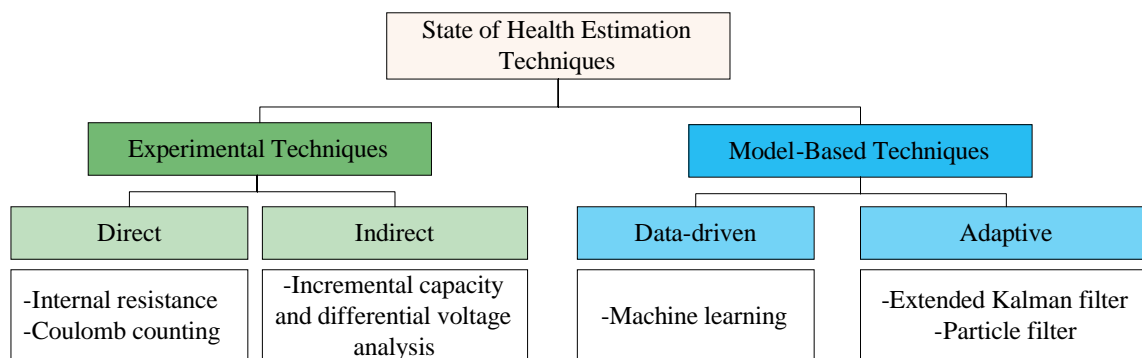 State of Health Estimation
Techniques
Experimental Techniques
Model-Based Techniques
Direct
Indirect
Data-driven
Adaptive
-Internal resistance
-Coulomb counting
-Incremental capacity
and differential voltage
analysis
-Machine learning
-Extended Kalman filter
-Particle filter